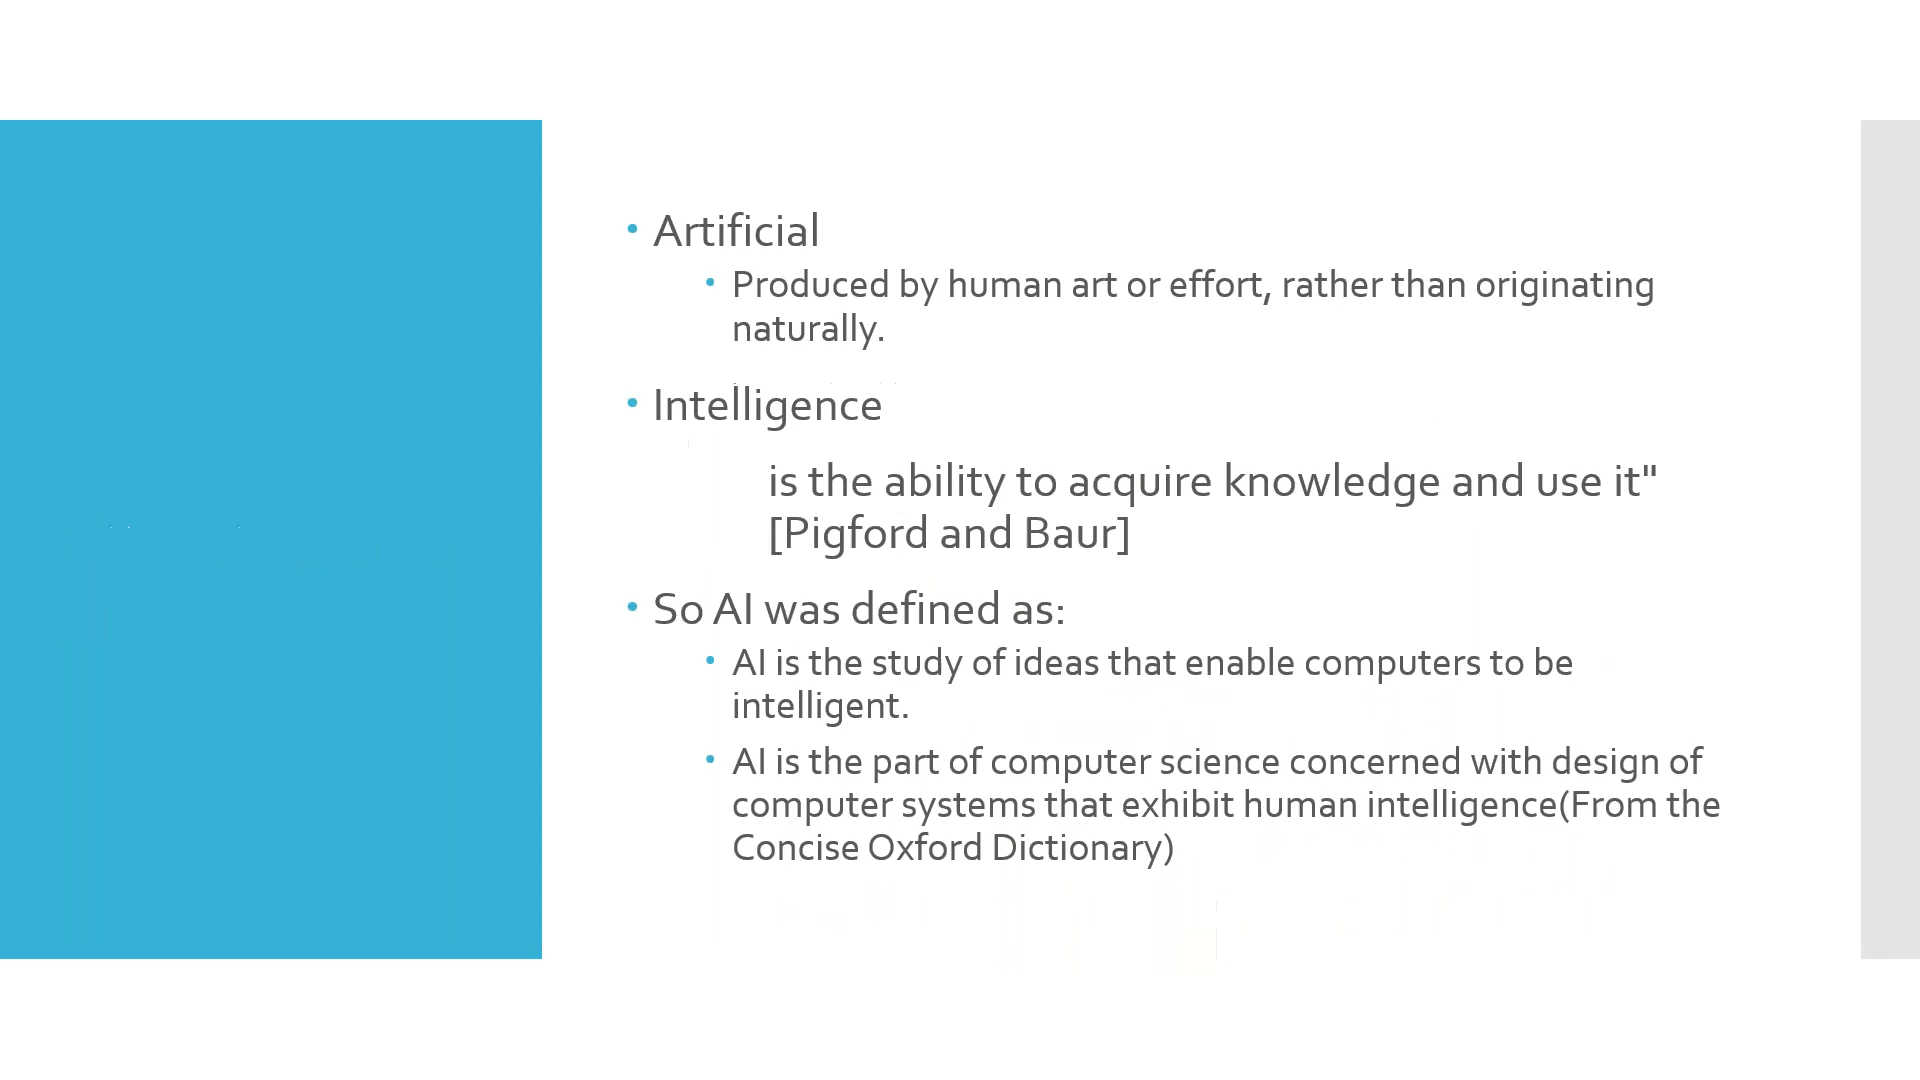 • Artificial
• Produced by human art or effort, rather than originating
naturally.
• Intelligence
is the ability to acquire knowledge and use it"
[Pigford and Baur]
• So AI was defined as:
• AI is the study of ideas that enable computers to be
intelligent.
• AI is the part of computer science concerned with design of
computer systems that exhibit human intelligence(From the
Concise Oxford Dictionary)